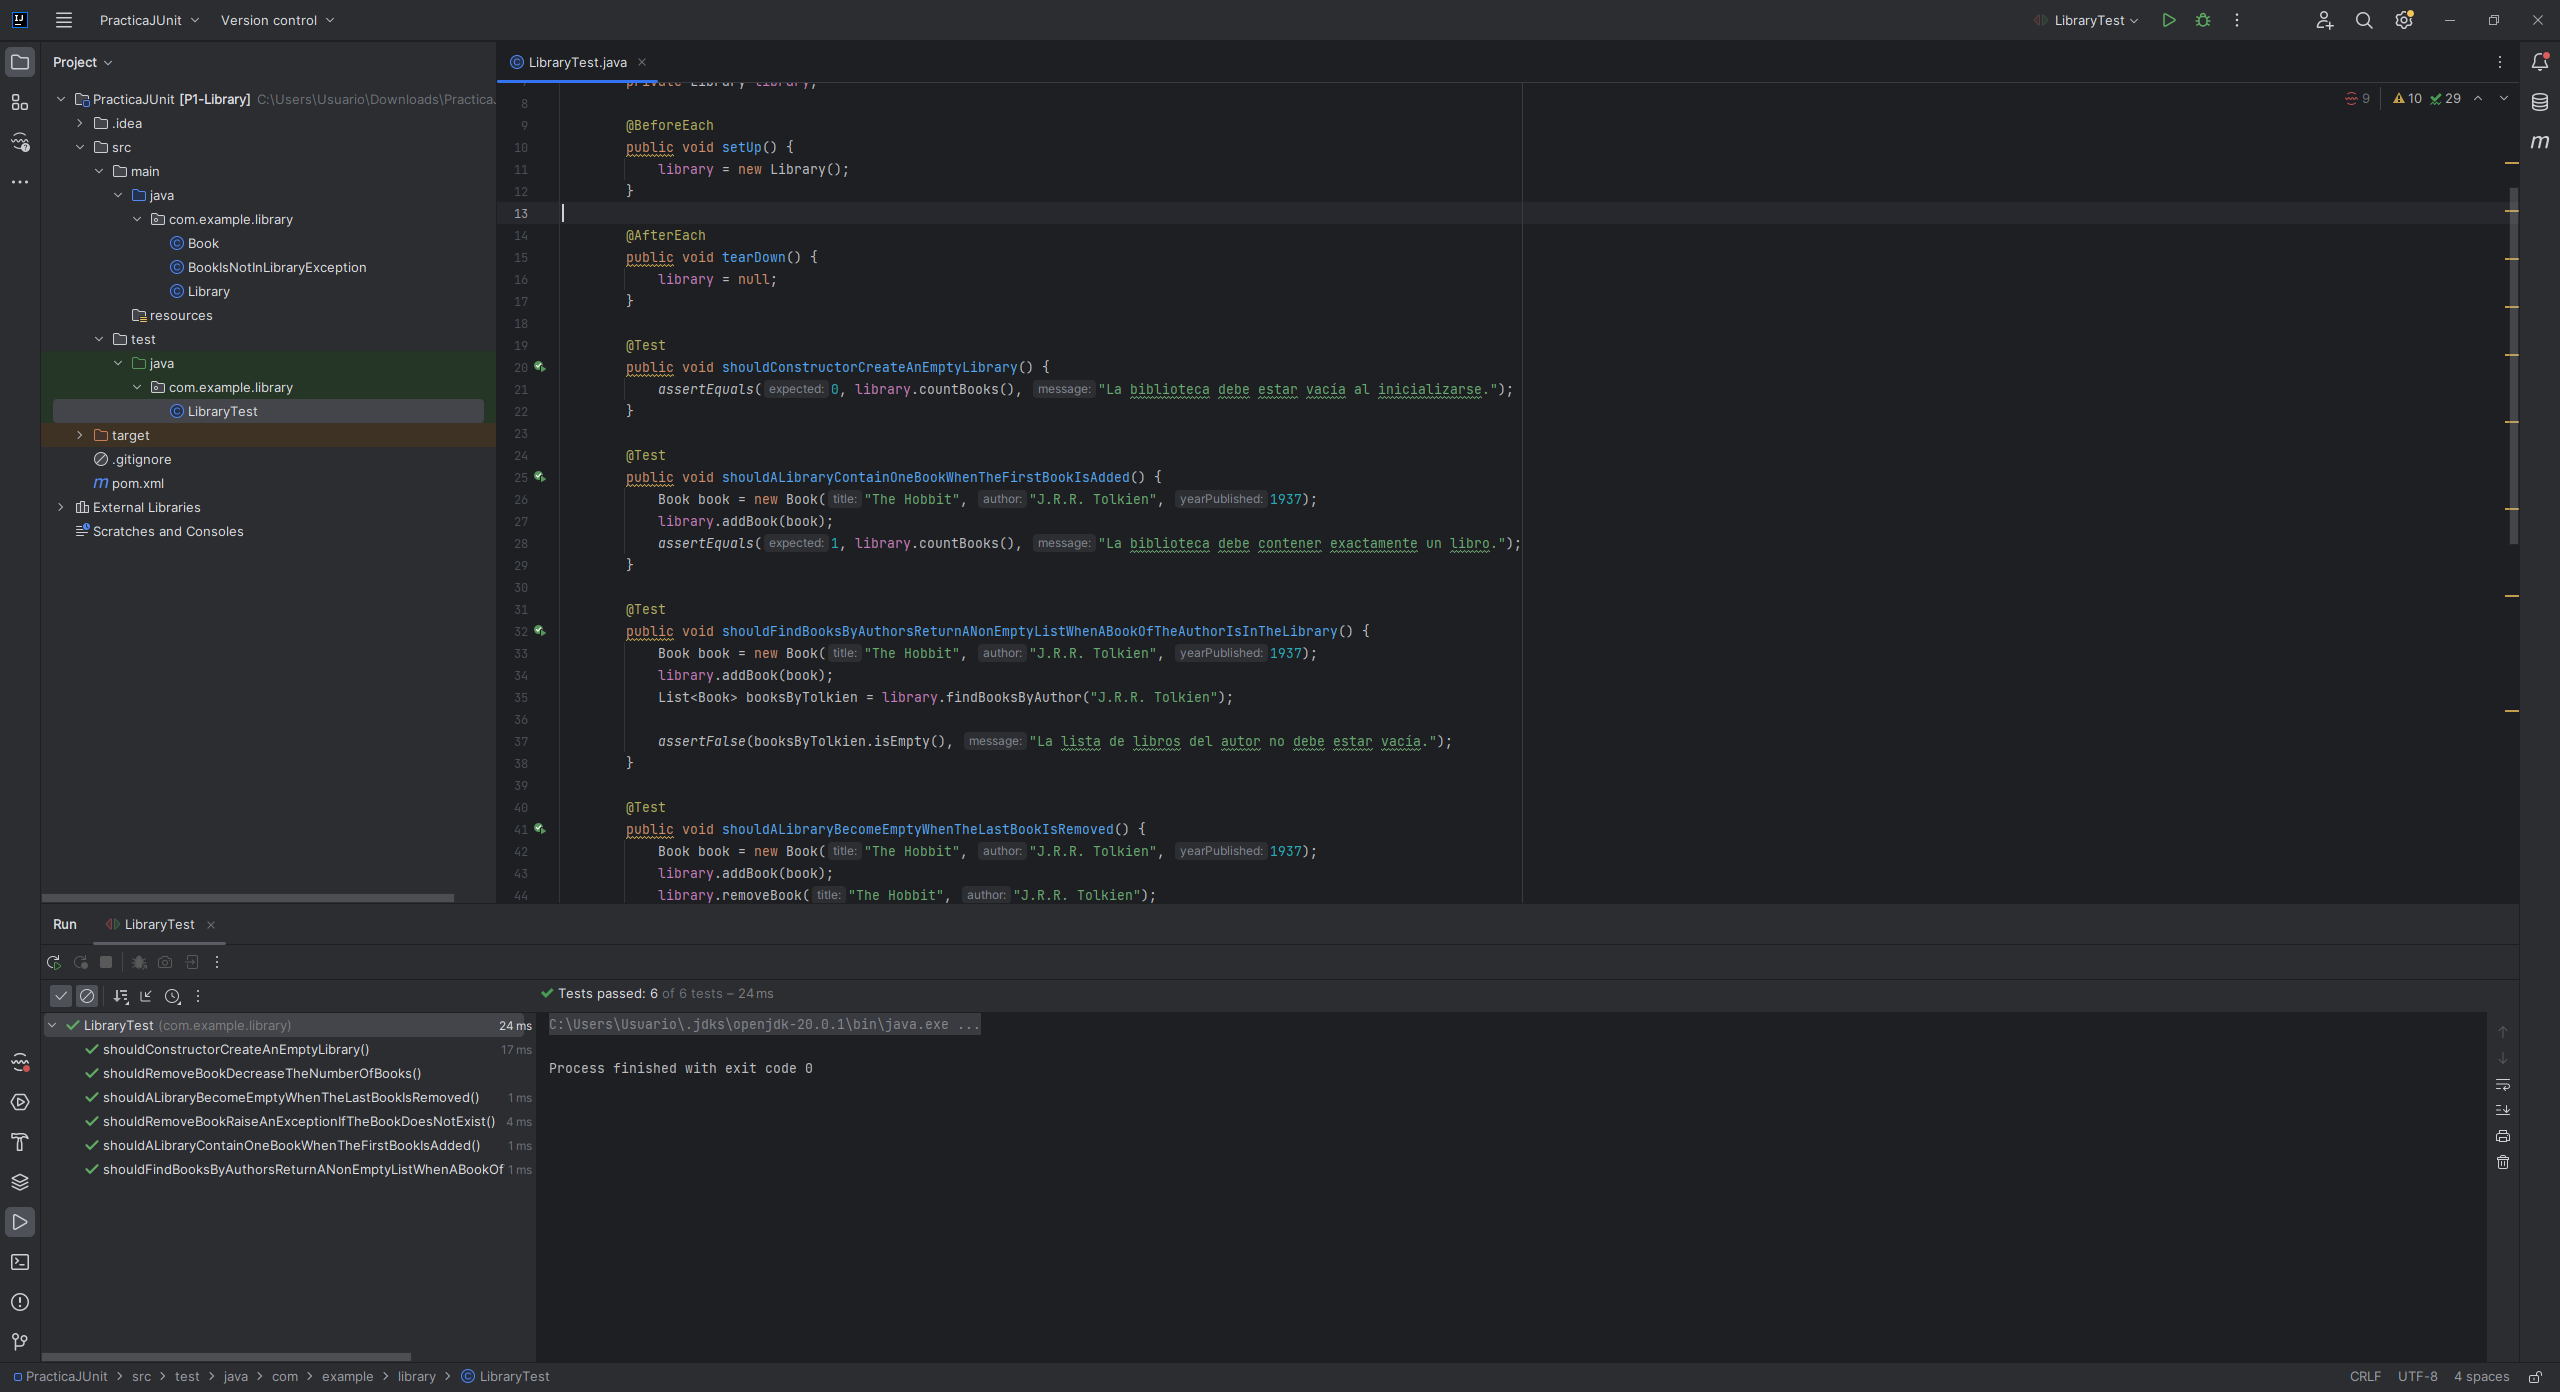 PracticaJUnit Version control LibraryTest
Project
LibraryTest.java
PracticaJUnit [P1-Library] C:\Users\Usuario\Downloads\Practica
.idea
src
main
java
com.example.library
Book
BookIsNotInLibraryException
Library
resources
test
java
com.example.library
LibraryTest
target
.gitignore
m pom.xml
External Libraries
Scratches and Consoles
9 10 29
private Library library;
8
9 @BeforeEach
10 public void setUp() {
11 library = new Library();
12 }
13
14 @AfterEach
15 public void tearDown() {
16 library = null;
17 }
18
19 @Test
20 public void shouldConstructorCreateAnEmptyLibrary() {
21 assertEquals( expected: 0, library.countBooks(), message: "La biblioteca debe estar vacía al inicializarse.");
22 }
23
24 @Test
25 public void shouldALibraryContainOneBookWhenTheFirstBookIsAdded() {
26 Book book = new Book( title: "The Hobbit", author: "J.R.R. Tolkien", yearPublished: 1937);
27 library.addBook(book);
28 assertEquals( expected: 1, library.countBooks(), message: "La biblioteca debe contener exactamente un libro.");
29 }
30
31 @Test
32 public void shouldFindBooksByAuthorsReturnANonEmptyListWhenABookOfTheAuthorIsInTheLibrary() {
33 Book book = new Book( title: "The Hobbit", author: "J.R.R. Tolkien", yearPublished: 1937);
34 library.addBook(book);
35 List<Book> booksByTolkien = library.findBooksByAuthor("J.R.R. Tolkien");
36
37 assertFalse(booksByTolkien.isEmpty(), message: "La lista de libros del autor no debe estar vacía.");
38 }
39
40 @Test
41 public void shouldALibraryBecomeEmptyWhenTheLastBookIsRemoved() {
42 Book book = new Book( title: "The Hobbit", author: "J.R.R. Tolkien", yearPublished: 1937);
43 library.addBook(book);
44 library.removeBook( title: "The Hobbit", author: "J.R.R. Tolkien");
m
Run LibraryTest
Tests passed: 6 of 6 tests – 24 ms
LibraryTest (com.example.library) 24 ms
shouldConstructorCreateAnEmptyLibrary() 17 ms
shouldRemoveBookDecreaseTheNumberOfBooks()
shouldALibraryBecomeEmptyWhenTheLastBookIsRemoved() 1 ms
shouldRemoveBookRaiseAnExceptionIfTheBookDoesNotExist() 4 ms
shouldALibraryContainOneBookWhenTheFirstBookIsAdded() 1 ms
shouldFindBooksByAuthorsReturnANonEmptyListWhenABookOf 1 ms
C:\Users\Usuario\.jdks\openjdk-20.0.1\bin\java.exe ...
Process finished with exit code 0
PracticaJUnit > src > test > java > com > example > library > LibraryTest
CRLF UTF-8 4 spaces